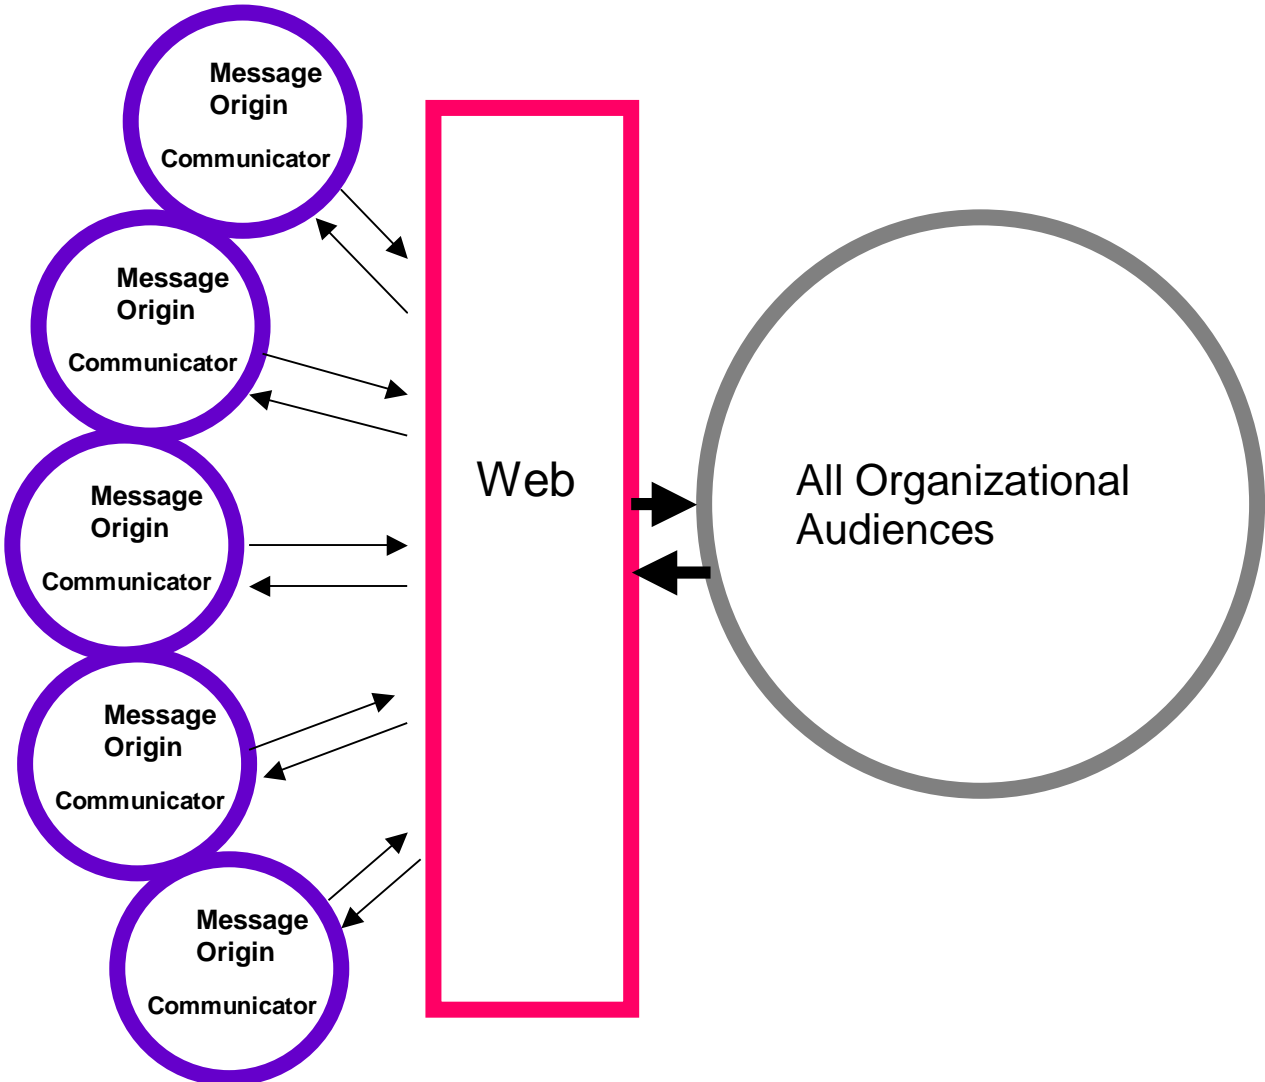 Message
Origin
Communicator
Message
Origin
Communicator
Message
Origin
Communicator
Message
Origin
Communicator
Message
Origin
Communicator
Web
All Organizational
Audiences